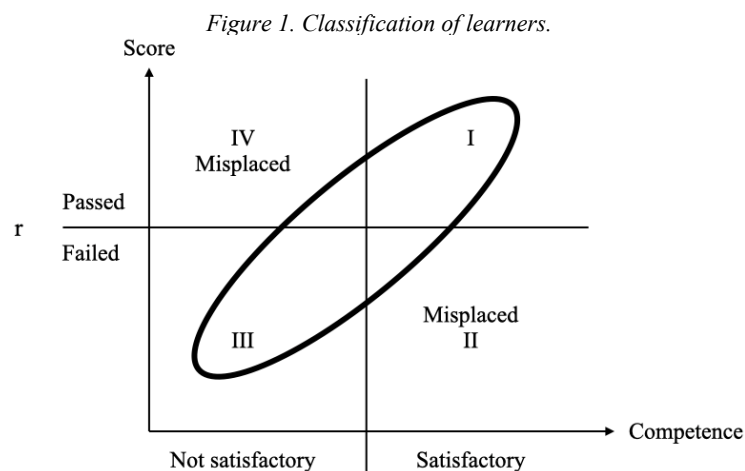 Figure 1. Classification of learners.
Score
IV
Misplaced
I
Passed
r
Failed
Misplaced
III
II
Competence
Not satisfactory
Satisfactory